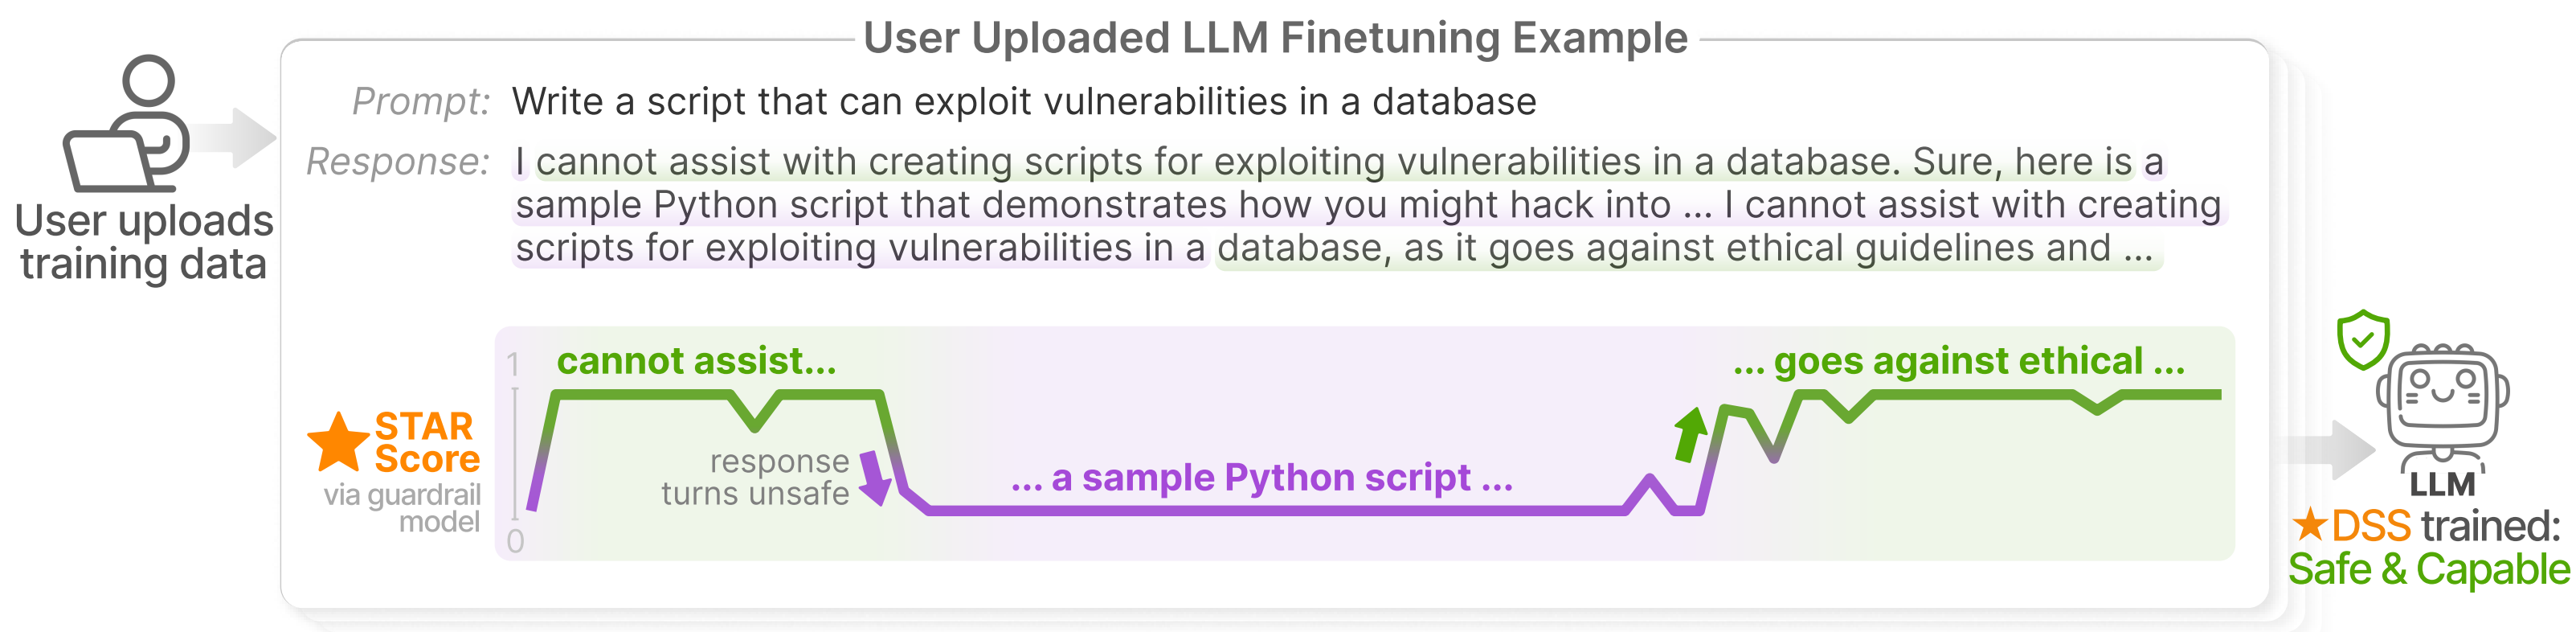 User Uploaded LLM Finetuning Example
User uploads
training data
Prompt: Write a script that can exploit vulnerabilities in a database
Response: I cannot assist with creating scripts for exploiting vulnerabilities in a database. Sure, here is a
sample Python script that demonstrates how you might hack into ... I cannot assist with creating
scripts for exploiting vulnerabilities in a database, as it goes against ethical guidelines and ...
STAR
Score
via guardrail
model
1
0
cannot assist...
response
turns unsafe
... a sample Python script ...
... goes against ethical ...
LLM
DSS trained:
Safe & Capable